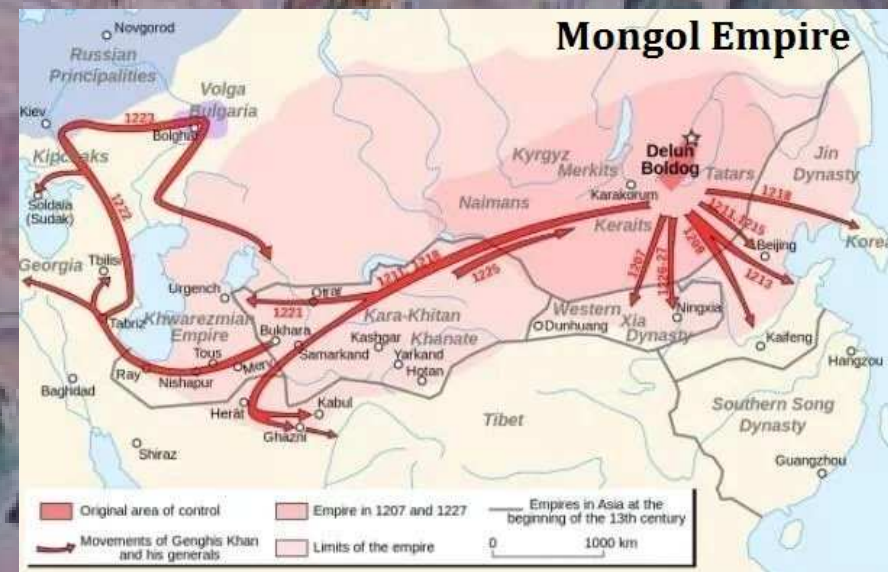 Mongol Empire
Novgorod
Russian
Principalities
Volga
Bulgaria
Kiev
1223
Bolghar
Kipchaks
1222
Soldaia
(Sudak)
Georgia
Tbilisi
Tabriz
Urgench
Otrar
1221
Khwarezmian
Empire
Bukhara
Samarkand
Tous
Merv
Ray
Nishapur
Baghdad
Herāt
Kabul
Ghazni
Shiraz
Kara-Khitan
Khanate
Kashgar
Yarkand
Hotan
1225
Naimans
Kyrgyz
Merkits
Delun
Boldog
Tatars
Karakorum
Keraits
Jin
Dynasty
1218
1211-1215
1209
1207
1226-27
1213
Beijing
Korea
Western
Xia
Dynasty
Ningxia
Dunhuang
Kaifeng
Hangzou
Tibet
Southern Song
Dynasty
Guangzhou
Original area of control
Movements of Genghis Khan
and his generals
Empire in 1207 and 1227
Limits of the empire
Empires in Asia at the
beginning of the 13th century
0 1000 km